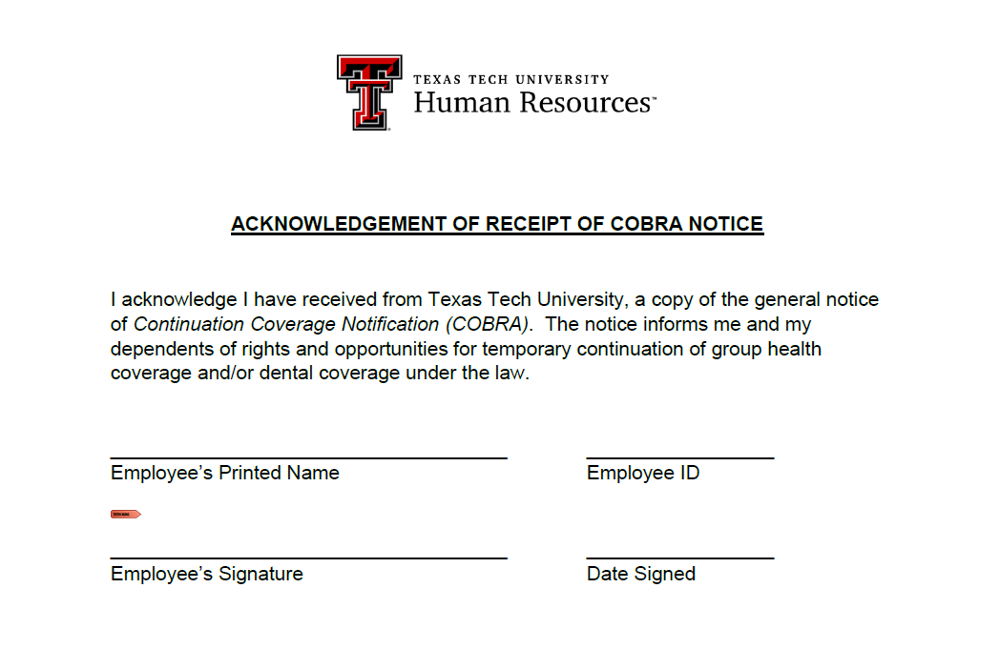 TEXAS TECH UNIVERSITY
Human Resources™
ACKNOWLEDGEMENT OF RECEIPT OF COBRA NOTICE
I acknowledge I have received from Texas Tech University, a copy of the general notice
of Continuation Coverage Notification (COBRA).  The notice informs me and my
dependents of rights and opportunities for temporary continuation of group health
coverage and/or dental coverage under the law.
Employee’s Printed Name
Employee ID
Employee’s Signature
Date Signed